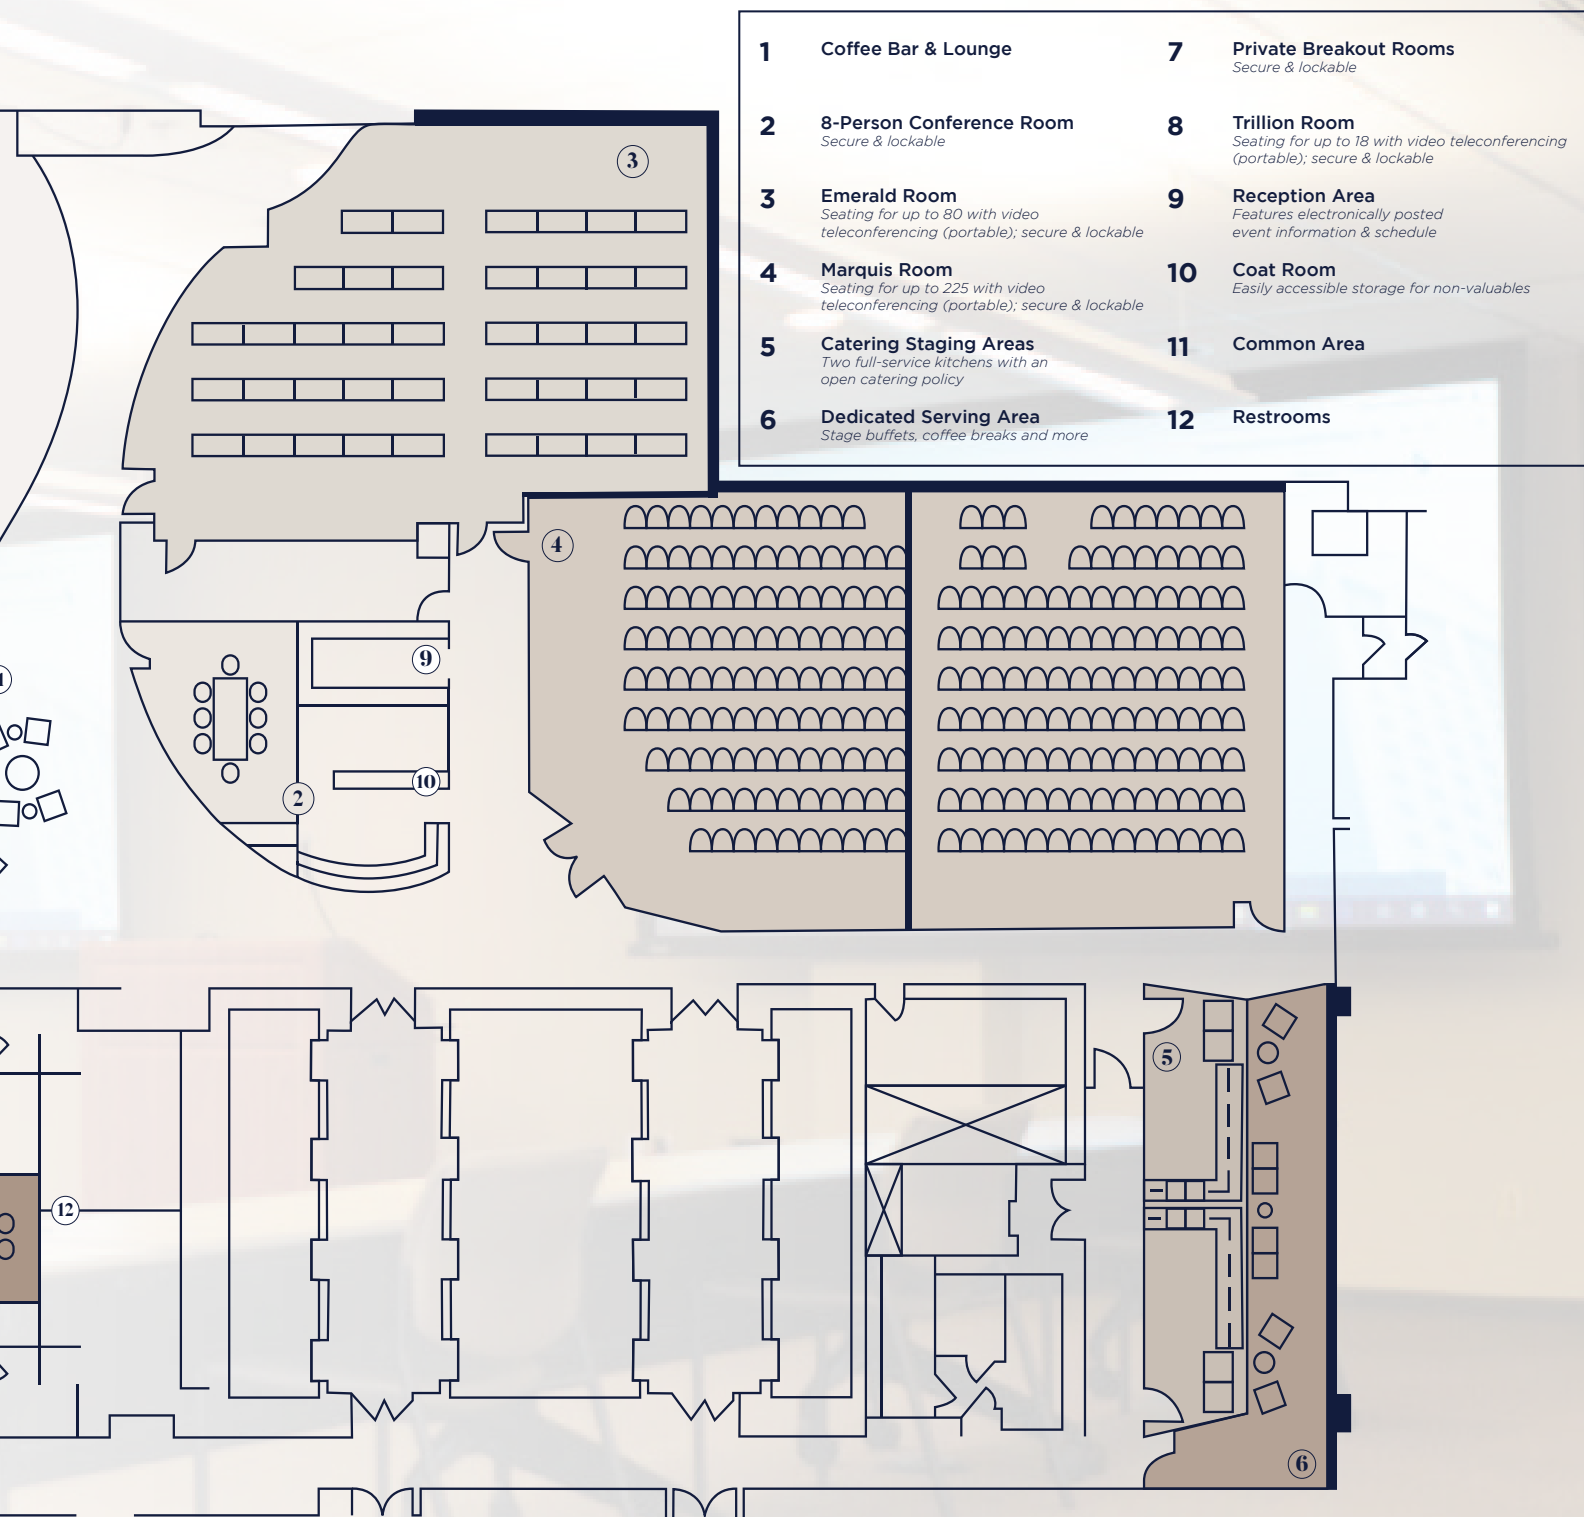 1 Coffee Bar & Lounge
2 8-Person Conference Room
Secure & lockable
3 Emerald Room
Seating for up to 80 with video
teleconferencing (portable); secure & lockable
4 Marquis Room
Seating for up to 225 with video
teleconferencing (portable); secure & lockable
5 Catering Staging Areas
Two full-service kitchens with an
open catering policy
6 Dedicated Serving Area
Stage buffets, coffee breaks and more
7 Private Breakout Rooms
Secure & lockable
8 Trillion Room
Seating for up to 18 with video teleconferencing
(portable); secure & lockable
9 Reception Area
Features electronically posted
event information & schedule
10 Coat Room
Easily accessible storage for non-valuables
11 Common Area
12 Restrooms
3
4
9
10
2
5
12
6